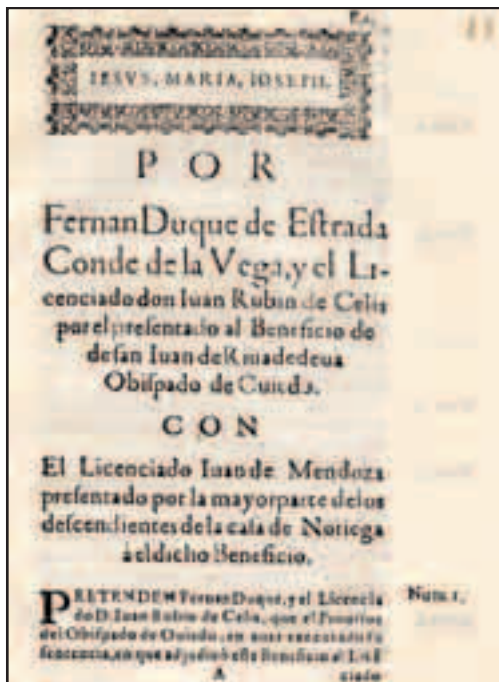 IESVS, MARIA, IOSEPH.
POR
Fernan Duque de Estrada
Conde de la Vega, y el Li-
cenciado don Iuan Rubin de Celis
por el presentado al Beneficio de
de san Iuan de Riuadedeua
Obispado de Ouiedo.
CON
El Licenciado Iuan de Mendoza
presentado por la mayor parte de los
descendientes de la casa de Noriega
a el dicho Beneficio.
PRETENDEN Fernan Duque, y el Licencia
do D. Iuan Rubin de Celis, que el Prouisor
del Obispado de Ouiedo, en auer
sentencia, en que adjudicò este Beneficio al Licē
ciado
A
Num. 1.